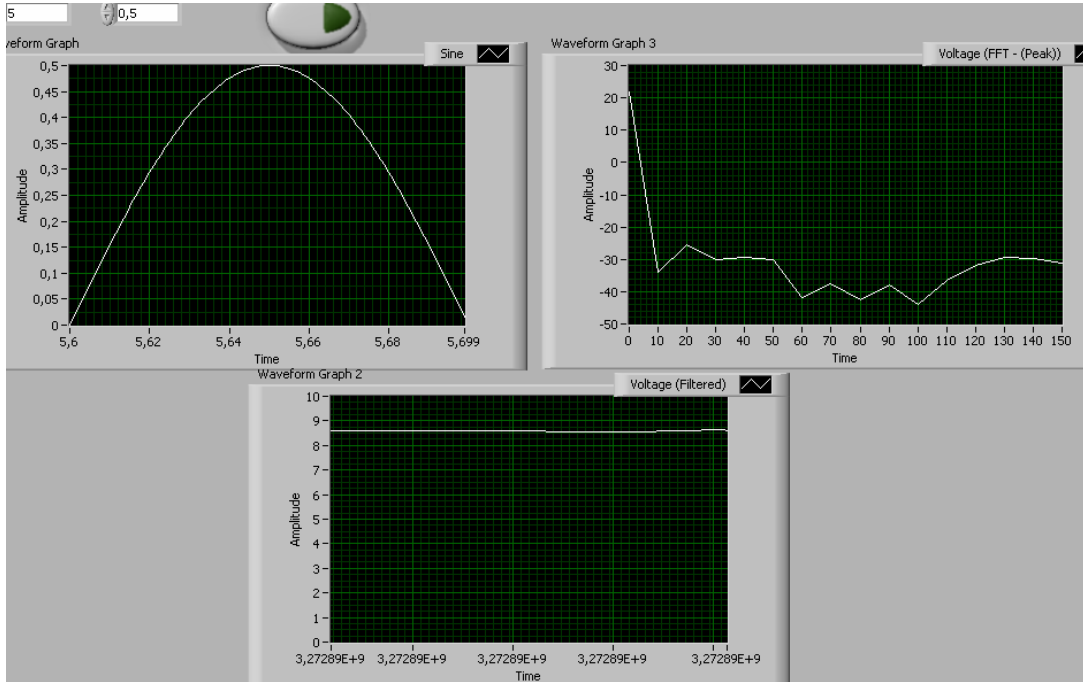 5
0,5
veform Graph
Sine
0,5
0,45
0,4
0,35
0,3
0,25
0,2
0,15
0,1
0,05
0
Amplitude
5,6 5,62 5,64 5,66 5,68 5,699
Time
Waveform Graph 3
Voltage (FFT - (Peak))
30
20
10
0
-10
-20
-30
-40
-50
Amplitude
0 10 20 30 40 50 60 70 80 90 100 110 120 130 140 150
Time
Waveform Graph 2
Voltage (Filtered)
10
9
8
7
6
5
4
3
2
1
0
Amplitude
3,27289E+9 3,27289E+9 3,27289E+9 3,27289E+9 3,27289E+9
Time